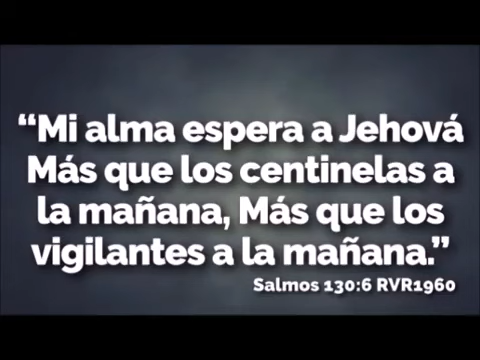 “Mi alma espera a Jehová
Más que los centinelas a
la mañana, Más que los
vigilantes a la mañana.”
Salmos 130:6 RVR1960